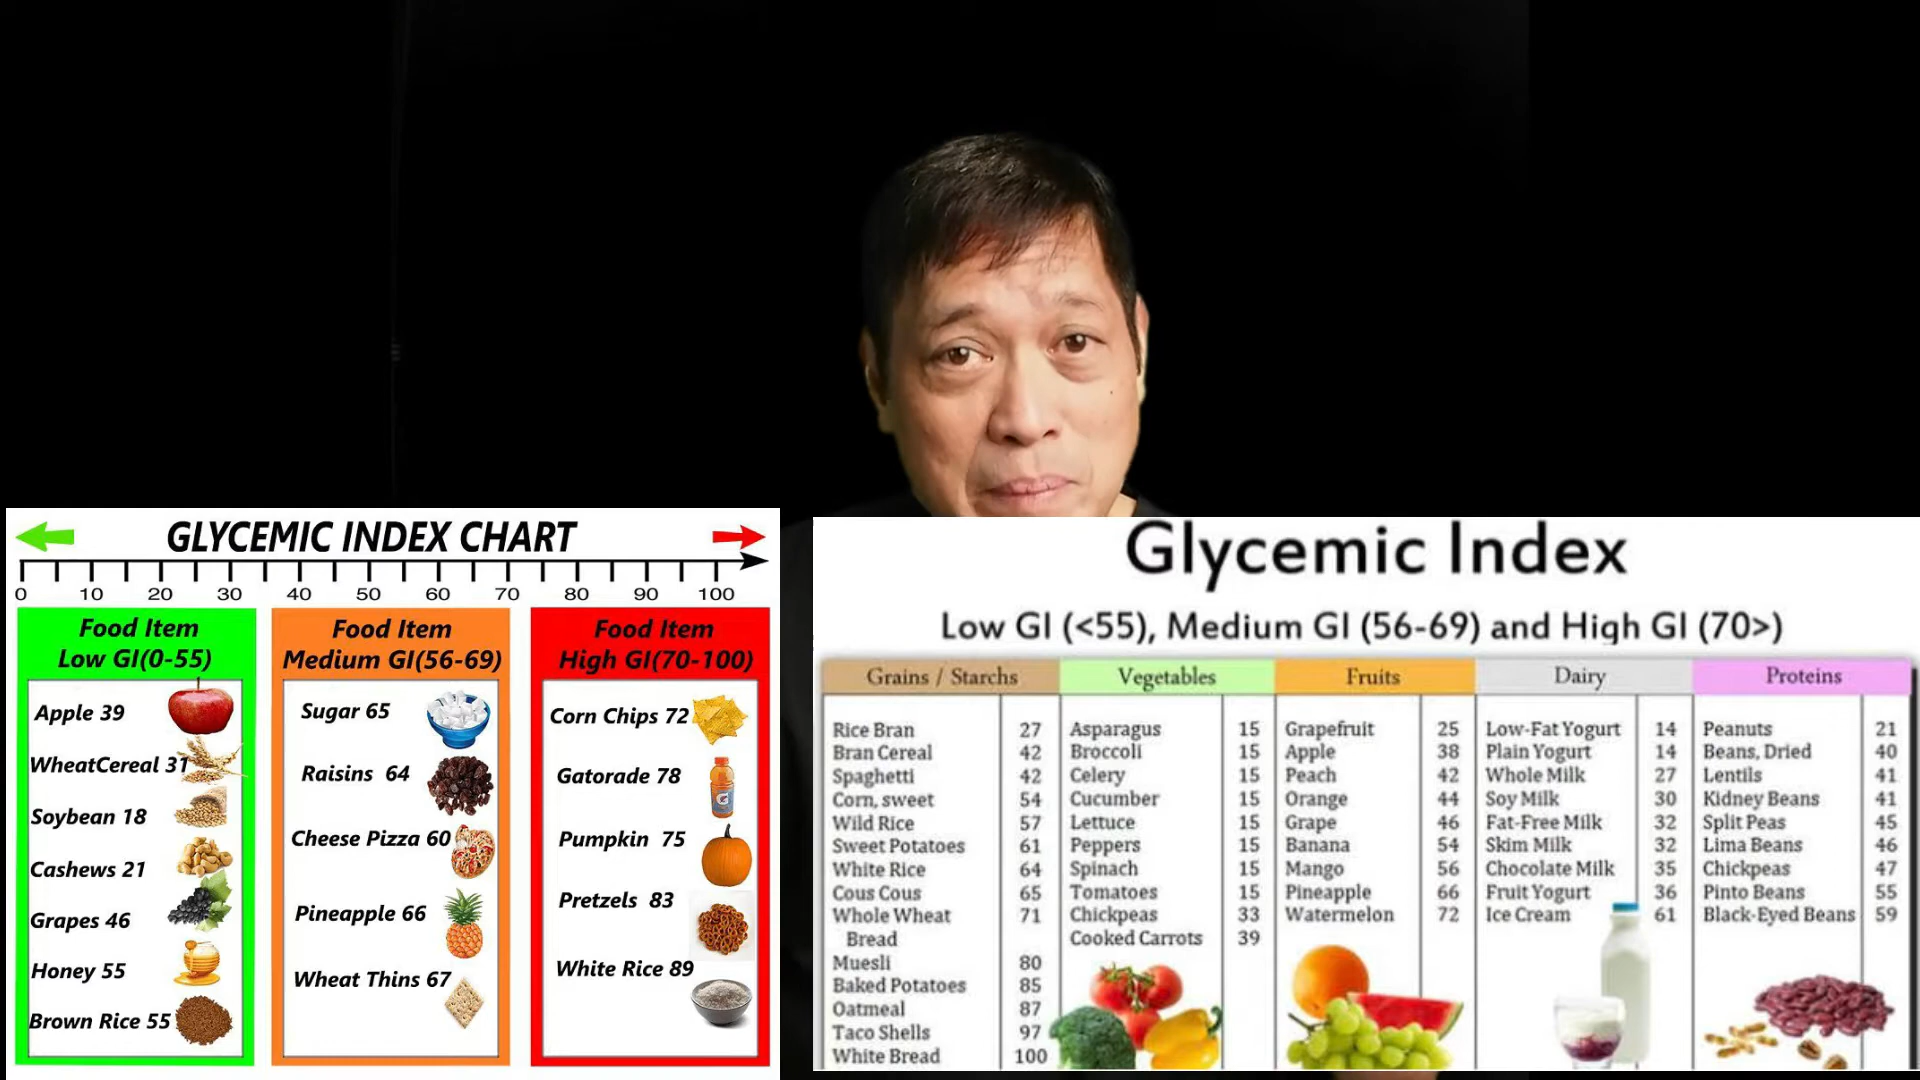 GLYCEMIC INDEX CHART
0 10 20 30 40 50 60 70 80 90 100
Food Item
Low GI(0-55)
Apple 39
WheatCereal 31
Soybean 18
Cashews 21
Grapes 46
Honey 55
Brown Rice 55
Food Item
Medium GI(56-69)
Sugar 65
Raisins 64
Cheese Pizza 60
Pineapple 66
Wheat Thins 67
Food Item
High GI(70-100)
Corn Chips 72
Gatorade 78
Pumpkin 75
Pretzels 83
White Rice 89
Glycemic Index
Low GI (<55), Medium GI (56-69) and High GI (70>)
Grains / Starchs
Rice Bran 27
Bran Cereal 42
Spaghetti 42
Corn, sweet 54
Wild Rice 57
Sweet Potatoes 61
White Rice 64
Cous Cous 65
Whole Wheat 71
Bread
Muesli 80
Baked Potatoes 85
Oatmeal 87
Taco Shells 97
White Bread 100
Vegetables
Asparagus 15
Broccoli 15
Celery 15
Cucumber 15
Lettuce 15
Peppers 15
Spinach 15
Tomatoes 15
Chickpeas 33
Cooked Carrots 39
Fruits
Grapefruit 25
Apple 38
Peach 42
Orange 44
Grape 46
Banana 54
Mango 56
Pineapple 66
Watermelon 72
Dairy
Low-Fat Yogurt 14
Plain Yogurt 14
Whole Milk 27
Soy Milk 30
Fat-Free Milk 32
Skim Milk 32
Chocolate Milk 35
Fruit Yogurt 36
Ice Cream 61
Proteins
Peanuts 21
Beans, Dried 40
Lentils 41
Kidney Beans 41
Split Peas 45
Lima Beans 46
Chickpeas 47
Pinto Beans 55
Black-Eyed Beans 59